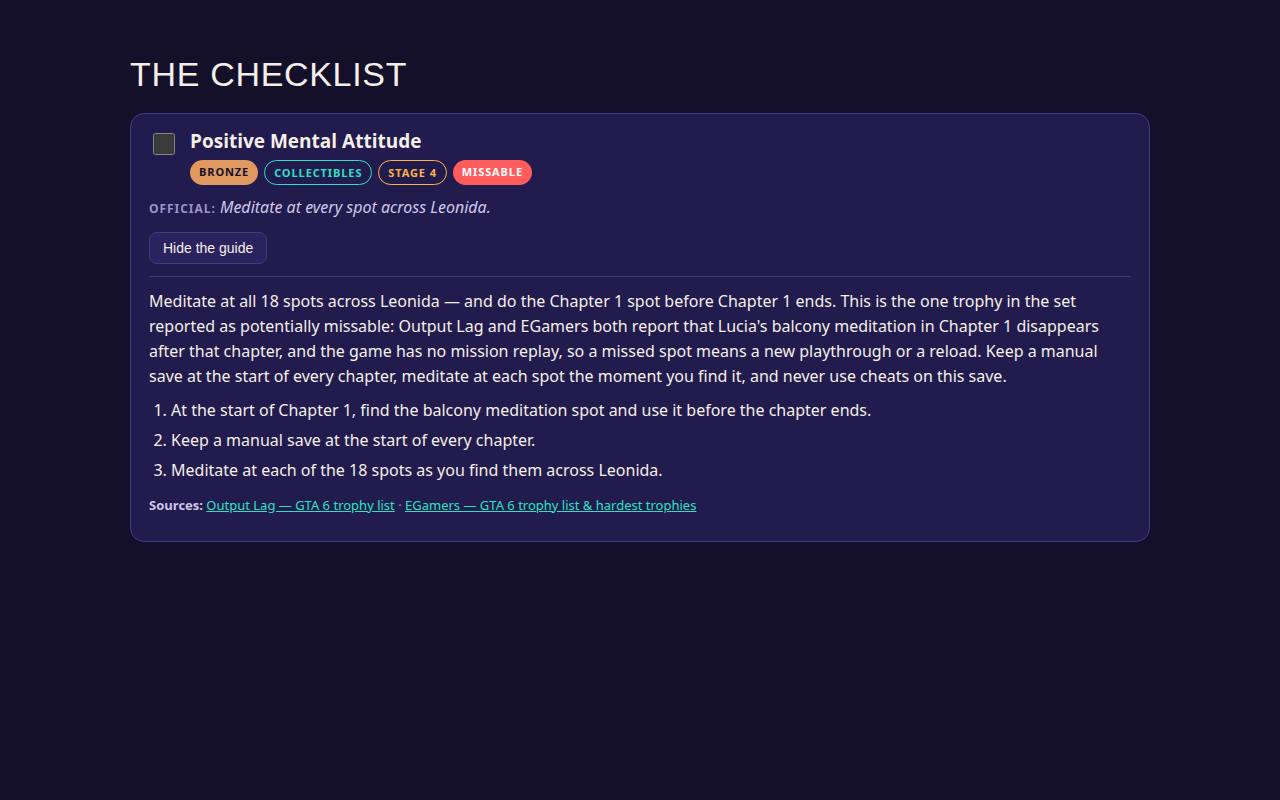 THE CHECKLIST
Positive Mental Attitude
BRONZE COLLECTIBLES STAGE 4 MISSABLE
OFFICIAL: Meditate at every spot across Leonida.
Hide the guide
Meditate at all 18 spots across Leonida — and do the Chapter 1 spot before Chapter 1 ends. This is the one trophy in the set
reported as potentially missable: Output Lag and EGamers both report that Lucia's balcony meditation in Chapter 1 disappears
after that chapter, and the game has no mission replay, so a missed spot means a new playthrough or a reload. Keep a manual
save at the start of every chapter, meditate at each spot the moment you find it, and never use cheats on this save.
1. At the start of Chapter 1, find the balcony meditation spot and use it before the chapter ends.
2. Keep a manual save at the start of every chapter.
3. Meditate at each of the 18 spots as you find them across Leonida.
Sources: Output Lag — GTA 6 trophy list · EGamers — GTA 6 trophy list & hardest trophies